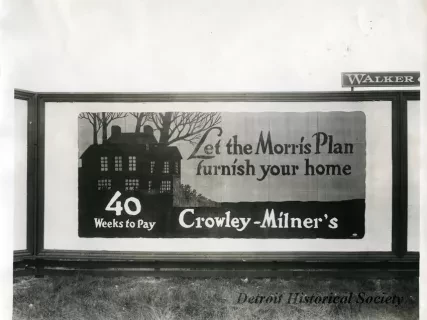 WALKER
Let the Morris Plan
furnish your home
40
Weeks to Pay
Crowley-Milner's
Detroit Historical Society